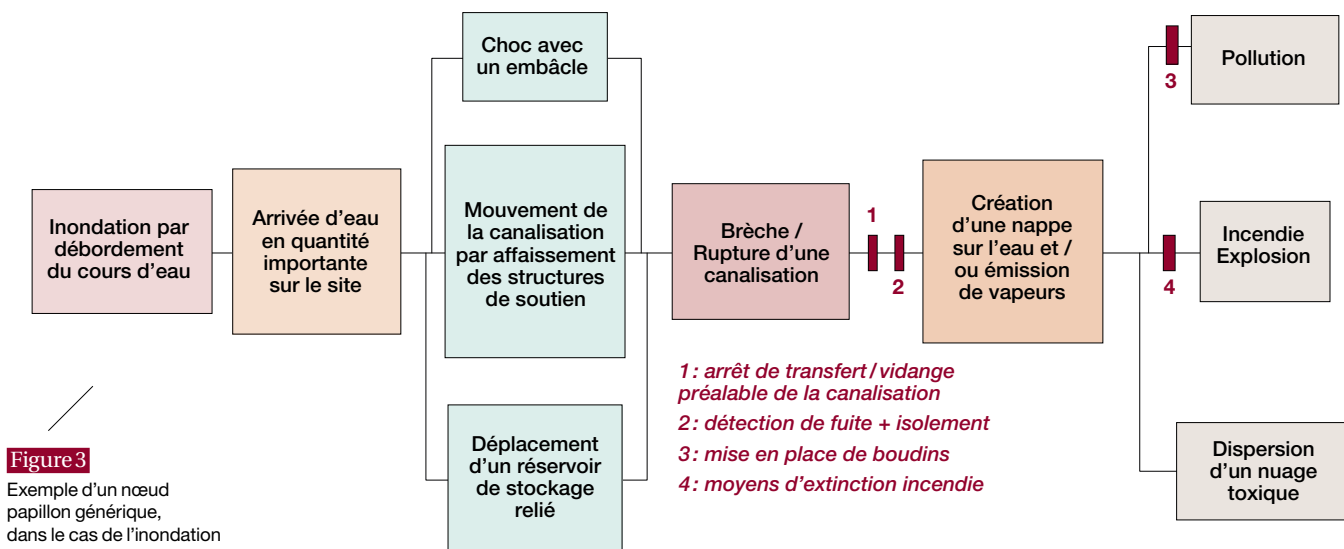 Choc avec
un embâcle
Pollution
3
Inondation par
débordement
du cours d'eau
Arrivée d'eau
en quantité
importante
sur le site
Mouvement de
la canalisation
par affaissement
des structures
de soutien
Brèche /
Rupture d'une
canalisation
1
2
Création
d'une nappe
sur l'eau et /
ou émission
de vapeurs
Incendie
Explosion
4
Déplacement
d'un réservoir
de stockage
relié
1 : arrêt de transfert / vidange
préalable de la canalisation
2 : détection de fuite + isolement
3 : mise en place de boudins
4 : moyens d'extinction incendie
Dispersion
d'un nuage
toxique
Figure 3
Exemple d'un nœud
papillon générique,
dans le cas de l'inondation